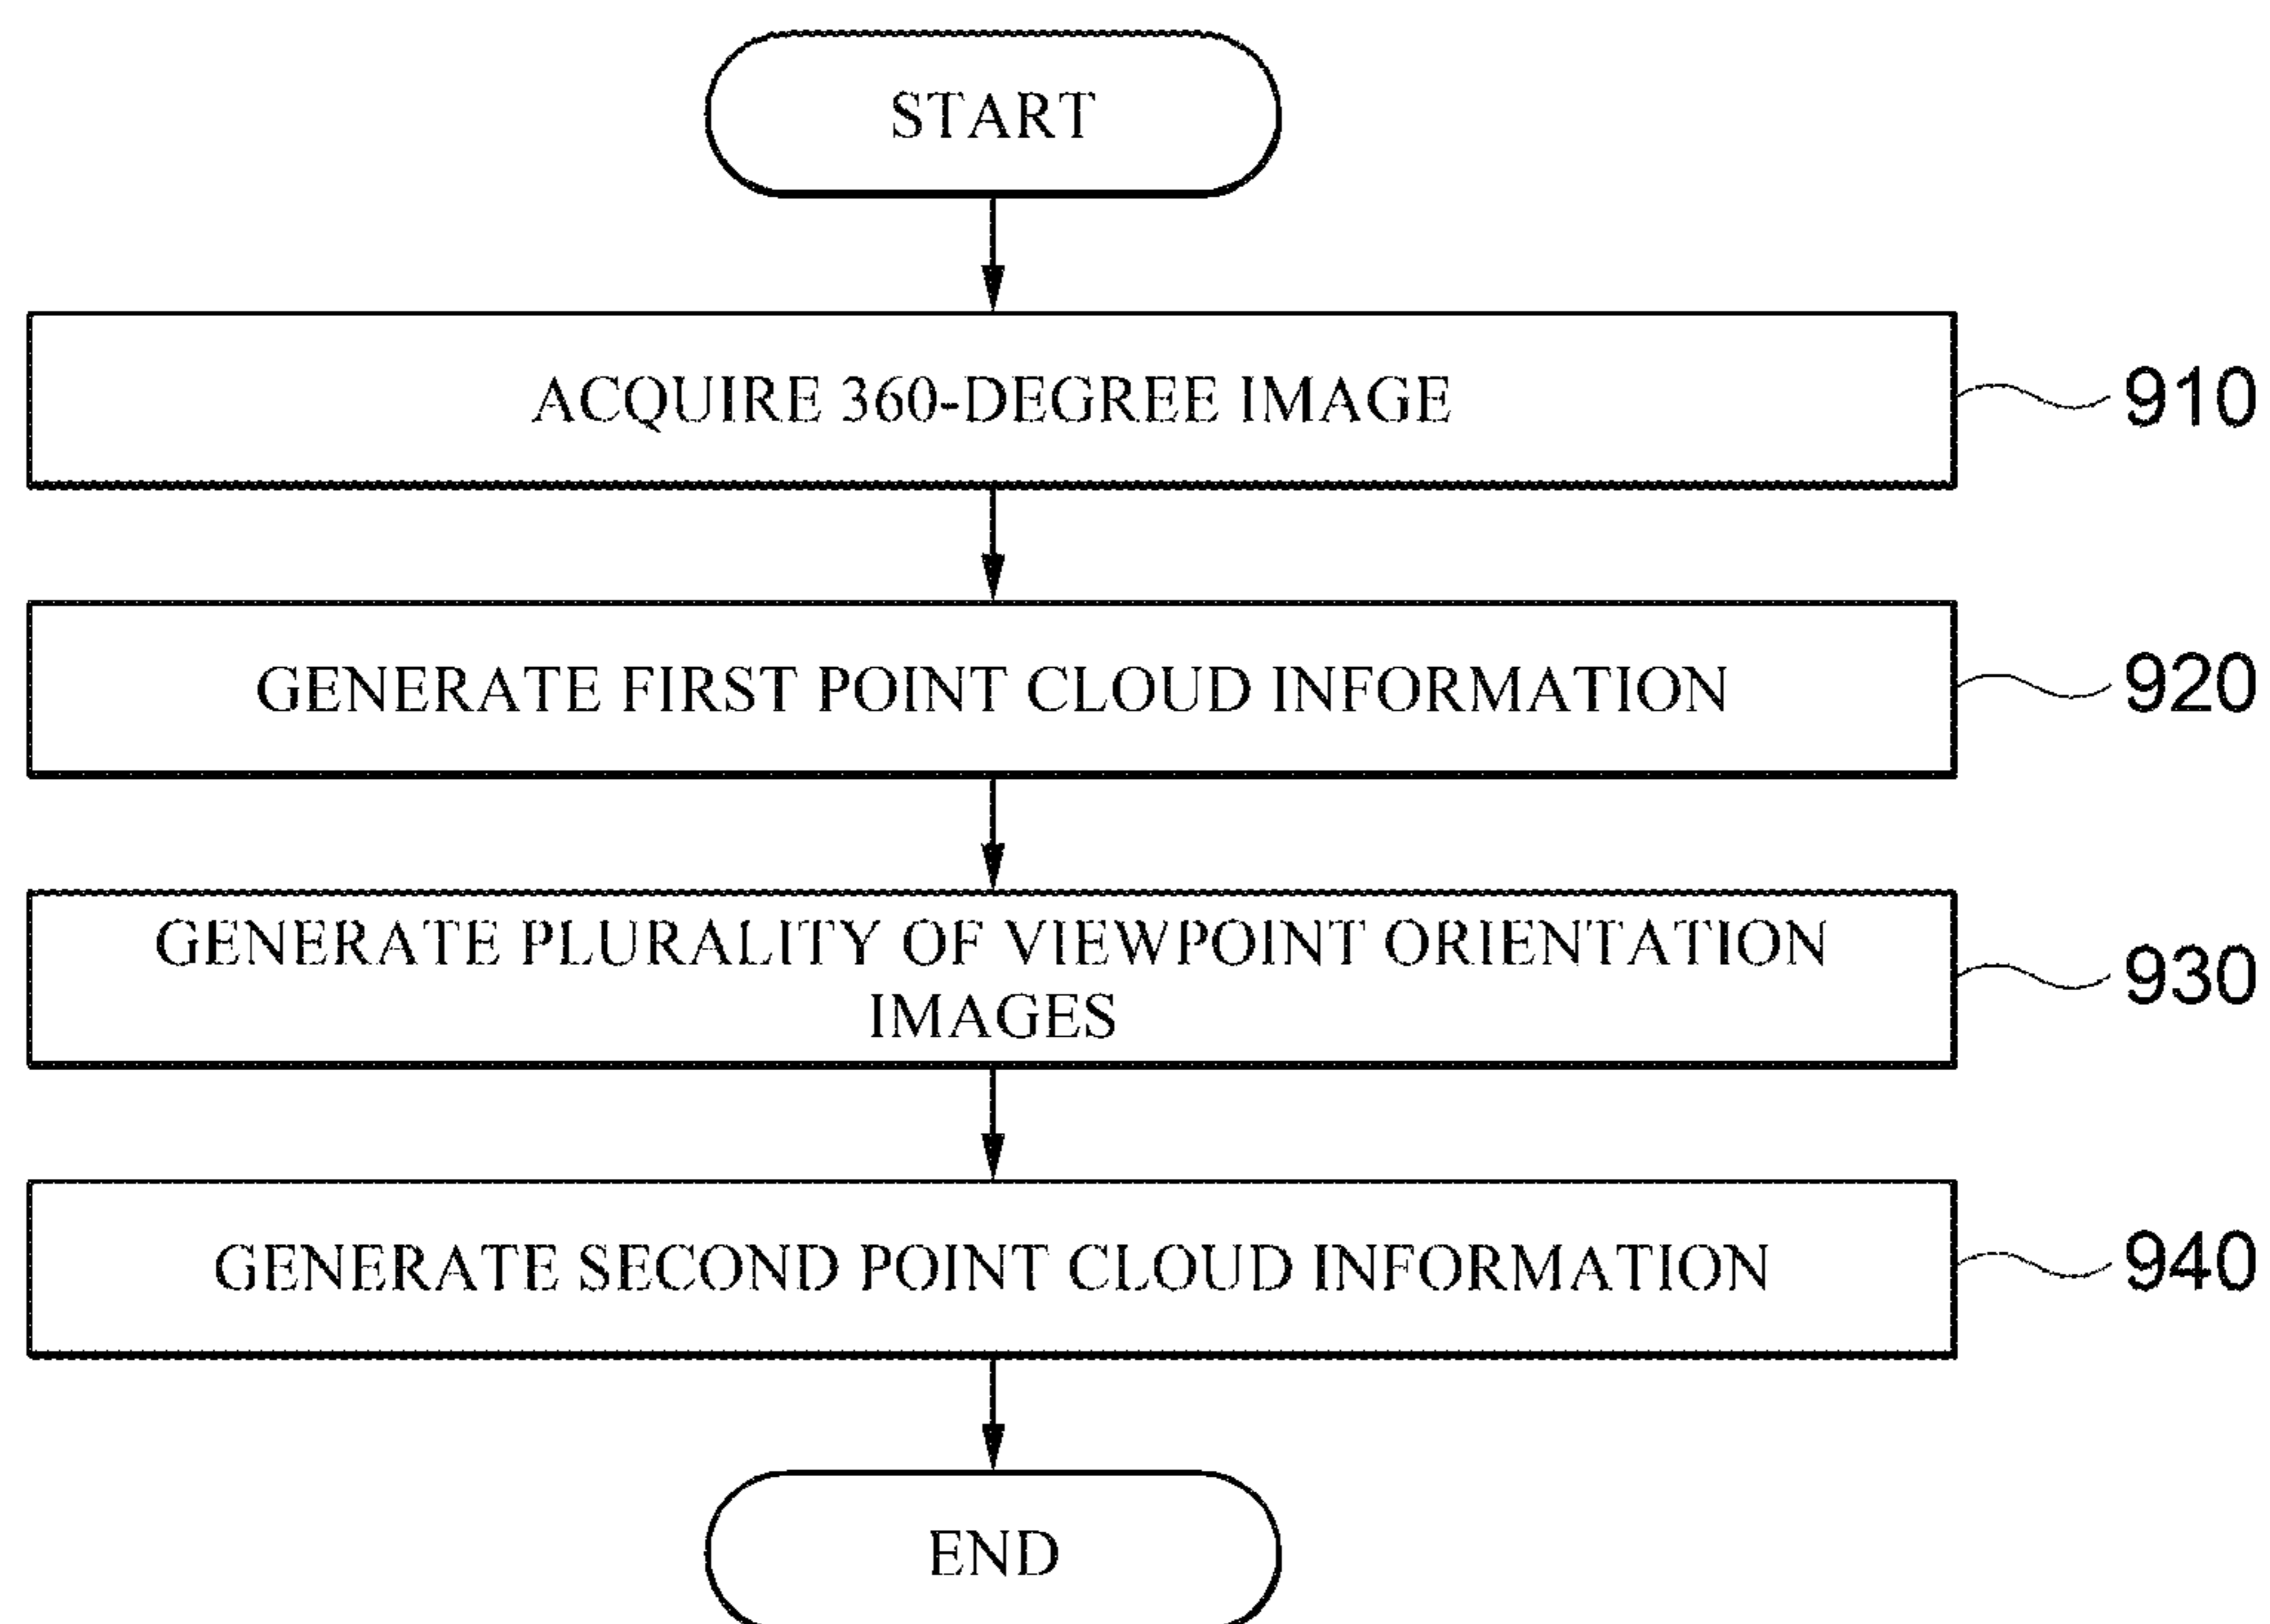 START
ACQUIRE 360-DEGREE IMAGE
910
GENERATE FIRST POINT CLOUD INFORMATION
920
GENERATE PLURALITY OF VIEWPOINT ORIENTATION
IMAGES
930
GENERATE SECOND POINT CLOUD INFORMATION
940
END